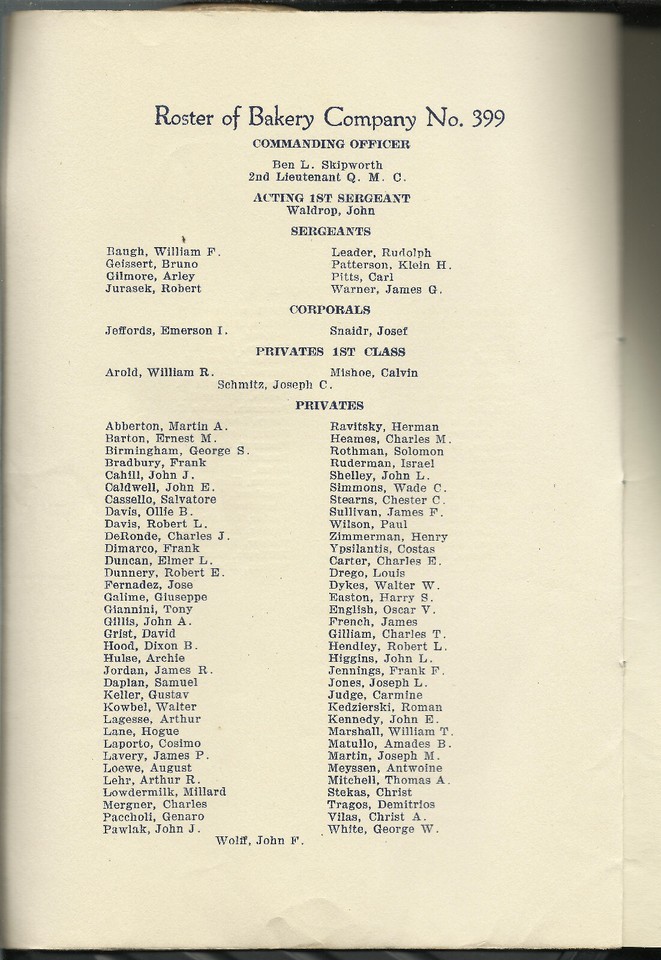 Roster of Bakery Company No. 399
COMMANDING OFFICER
Ben L. Skipworth
2nd Lieutenant Q. M. C.
ACTING 1ST SERGEANT
Waldrop, John
SERGEANTS
Baugh, William F. Leader, Rudolph
Geissert, Bruno Patterson, Klein H.
Gilmore, Arley Pitts, Carl
Jurasek, Robert Warner, James G.
CORPORALS
Jeffords, Emerson I. Snaidr, Josef
PRIVATES 1ST CLASS
Arold, William R. Mishoe, Calvin
Schmitz, Joseph C.
PRIVATES
Abberton, Martin A. Ravitsky, Herman
Barton, Ernest M. Heames, Charles M.
Birmingham, George S. Rothman, Solomon
Bradbury, Frank Ruderman, Israel
Cahill, John J. Shelley, John L.
Caldwell, John E. Simmons, Wade C.
Cassello, Salvatore Stearns, Chester C.
Davis, Ollie B. Sullivan, James F.
Davis, Robert L. Wilson, Paul
DeRonde, Charles J. Zimmerman, Henry
Dimarco, Frank Ypsilantis, Costas
Duncan, Elmer L. Carter, Charles E.
Dunnery, Robert E. Drego, Louis
Fernadez, Jose Dykes, Walter W.
Galime, Giuseppe Easton, Harry S.
Giannini, Tony English, Oscar V.
Gillis, John A. French, James
Grist, David Gilliam, Charles T.
Hood, Dixon B. Hendley, Robert L.
Hulse, Archie Higgins, John L.
Jordan, James R. Jennings, Frank F.
Daplan, Samuel Jones, Joseph L.
Keller, Gustav Judge, Carmine
Kowbel, Walter Kedzierski, Roman
Lagesse, Arthur Kennedy, John E.
Lane, Hogue Marshall, William T.
Laporto, Cosimo Matullo, Amades B.
Lavery, James P. Martin, Joseph M.
Loewe, August Meyssen, Antwoine
Lehr, Arthur R. Mitchell, Thomas A.
Lowdermilk, Millard Stekas, Christ
Mergner, Charles Tragos, Demitrios
Paccholi, Genaro Vilas, Christ A.
Pawlak, John J. White, George W.
Wolff, John F.